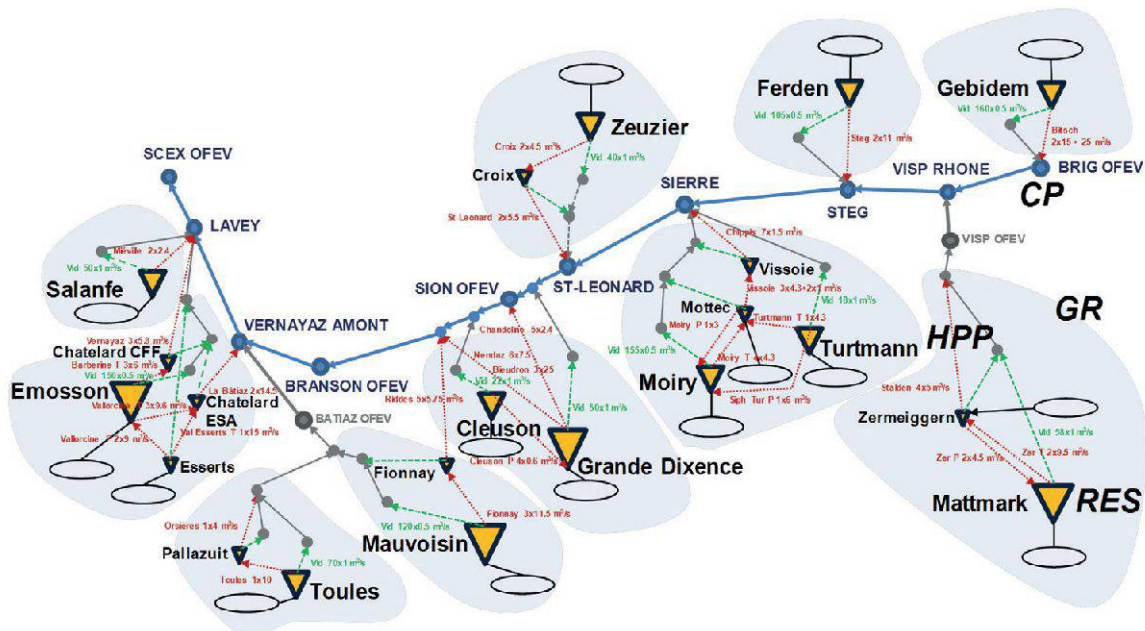 Ferden
Gebidem
Vid 185x0.5 m³/s
Vid 160x0.5 m³/s
Zeuzier
Steg 2x11 m³/s
Bitsch
2x15 + 25 m³/s
SCEX OFEV
Croix 2x4.5 m³/s
Vid 40x1 m³/s
Croix
SIERRE
VISP RHONE
BRIG OFEV
STEG
CP
LAVEY
St Leonard 2x5.5 m³/s
Chippis 7x1.5 m³/s
VISP OFEV
Miéville 2x2.4
Vid 50x1 m³/s
Salanfe
SION OFEV
ST-LEONARD
Vissoie
Vissoie 3x4.3+2x1 m³/s
Vid 18x1 m³/s
GR
VERNAYAZ AMONT
Mottec
Turtmann T 1x4.3
Chandoline 5x2.4
HPP
Vernayaz 3x5.3 m³/s
Chatelard CFF
Barberine T 3x6 m³/s
Moiry P 1x3
Turtmann
Nendaz 6x7.5
Vid 155x0.5 m³/s
Moiry T 4x4.3
Bieudron 3x25
Vid 150x0.5 m³/s
BRANSON OFEV
Vid 22x1 m³/s
Moiry
Stalden 4x5 m³/s
Emosson
La Bâtiaz 2x14.5
Riddes 5x5.75 m³/s
Siph Tur P 1x6 m³/s
Chatelard
ESA
BATIAZ OFEV
Cleuson
Vid 50x1 m³/s
Zermeiggern
Val Esserts T 1x15 m³/s
Vid 58x1 m³/s
Esserts
Fionnay
Cleuson P 4x0.6 m³/s
Grande Dixence
Zer P 2x4.5 m³/s
Zer T 2x9.5 m³/s
Orsieres 1x4 m³/s
Fionnay 3x11.5 m³/s
Mattmark
RES
Vid 120x0.5 m³/s
Pallazuit
Mauvoisin
Vid 70x1 m³/s
Toules 1x10
Toules